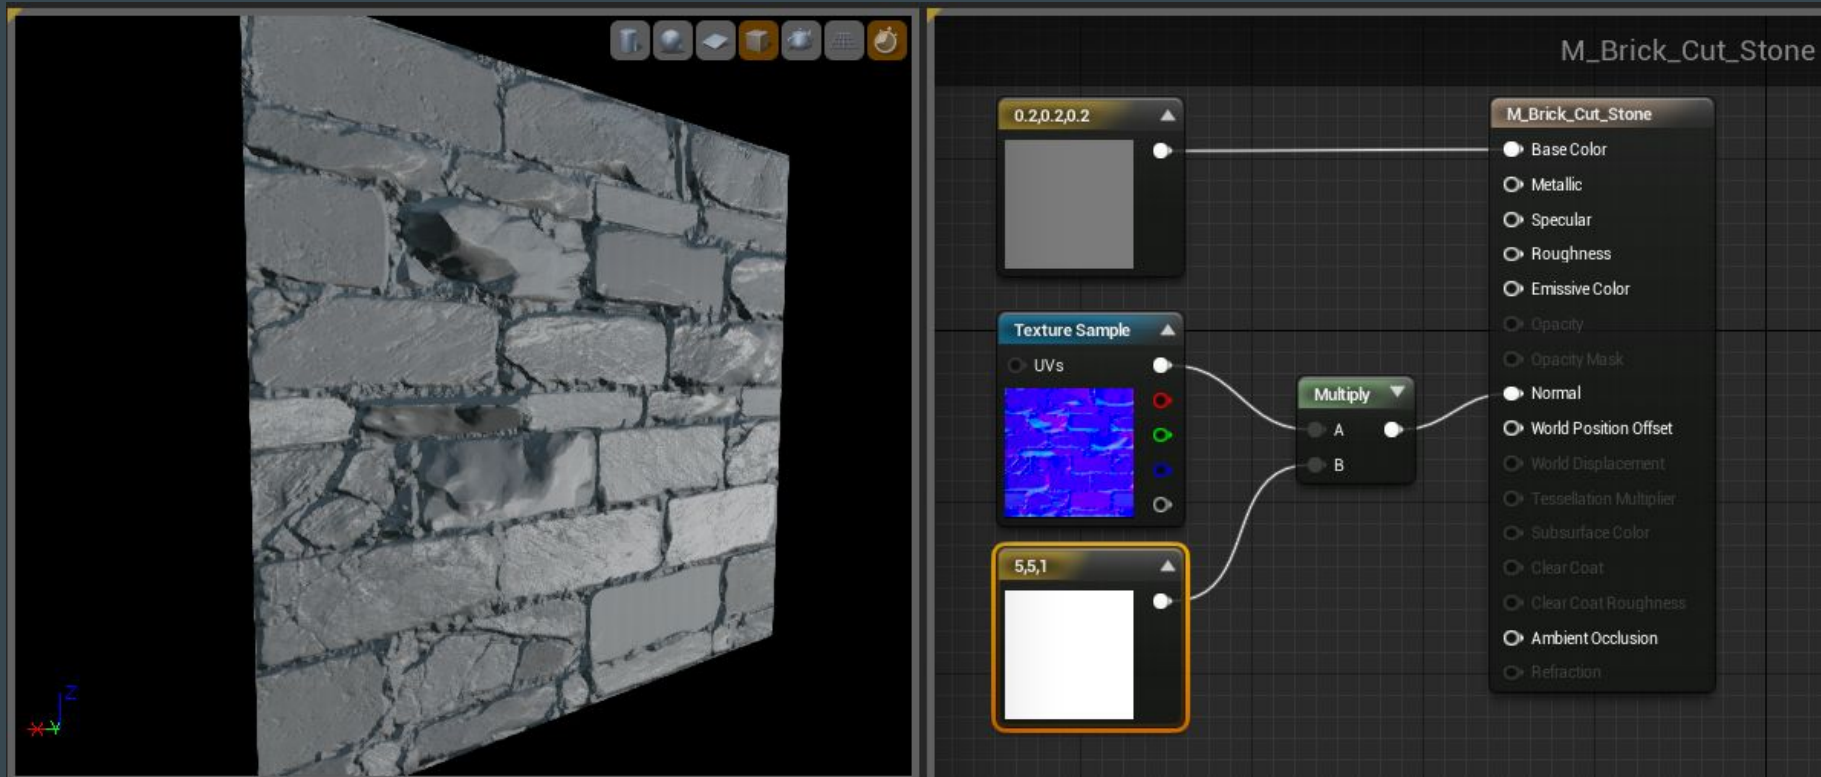 M_Brick_Cut_Stone
0.2,0.2,0.2
M_Brick_Cut_Stone
Base Color
Metallic
Specular
Roughness
Emissive Color
Opacity
Opacity Mask
Normal
World Position Offset
World Displacement
Tessellation Multiplier
Subsurface Color
Clear Coat
Clear Coat Roughness
Ambient Occlusion
Refraction
Texture Sample
UVs
Multiply
A
B
5,5,1
Z
X
Y